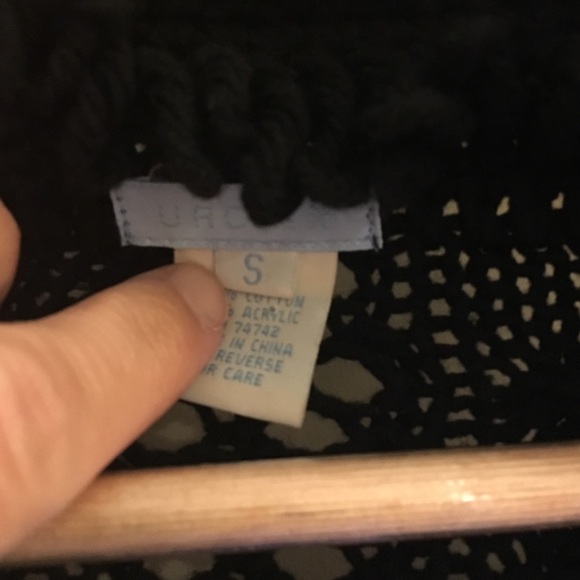 S
% COTTON
% ACRYLIC
74742
IN CHINA
REVERSE
R CARE